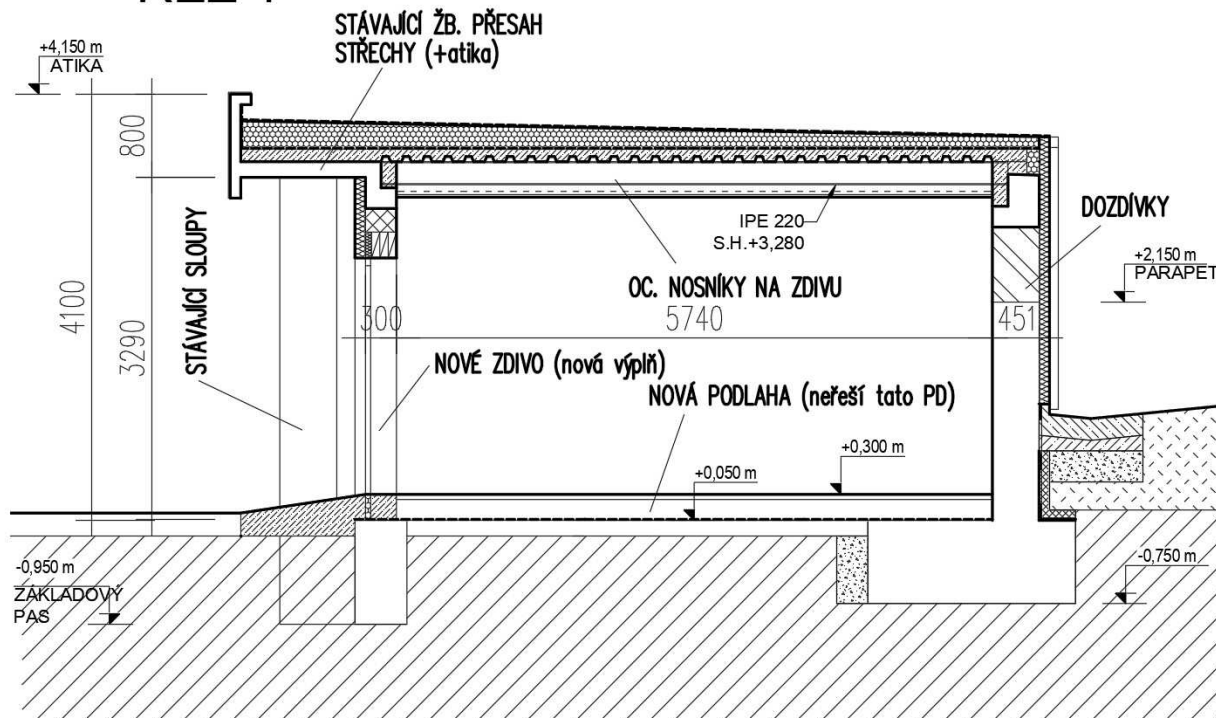 STÁVAJÍCÍ ŽB. PŘESAH
STŘECHY (+atika)
+4,150 m
ATIKA
800
4100
3290
STÁVAJÍCÍ SLOUPY
IPE 220
S.H.+3,280
DOZDÍVKY
+2,150 m
PARAPET
OC. NOSNÍKY NA ZDIVU
300
5740
451
NOVÉ ZDIVO (nová výplň)
NOVÁ PODLAHA (neřeší tato PD)
+0,300 m
+0,050 m
-0,950 m
ZÁKLADOVÝ
PAS
-0,750 m